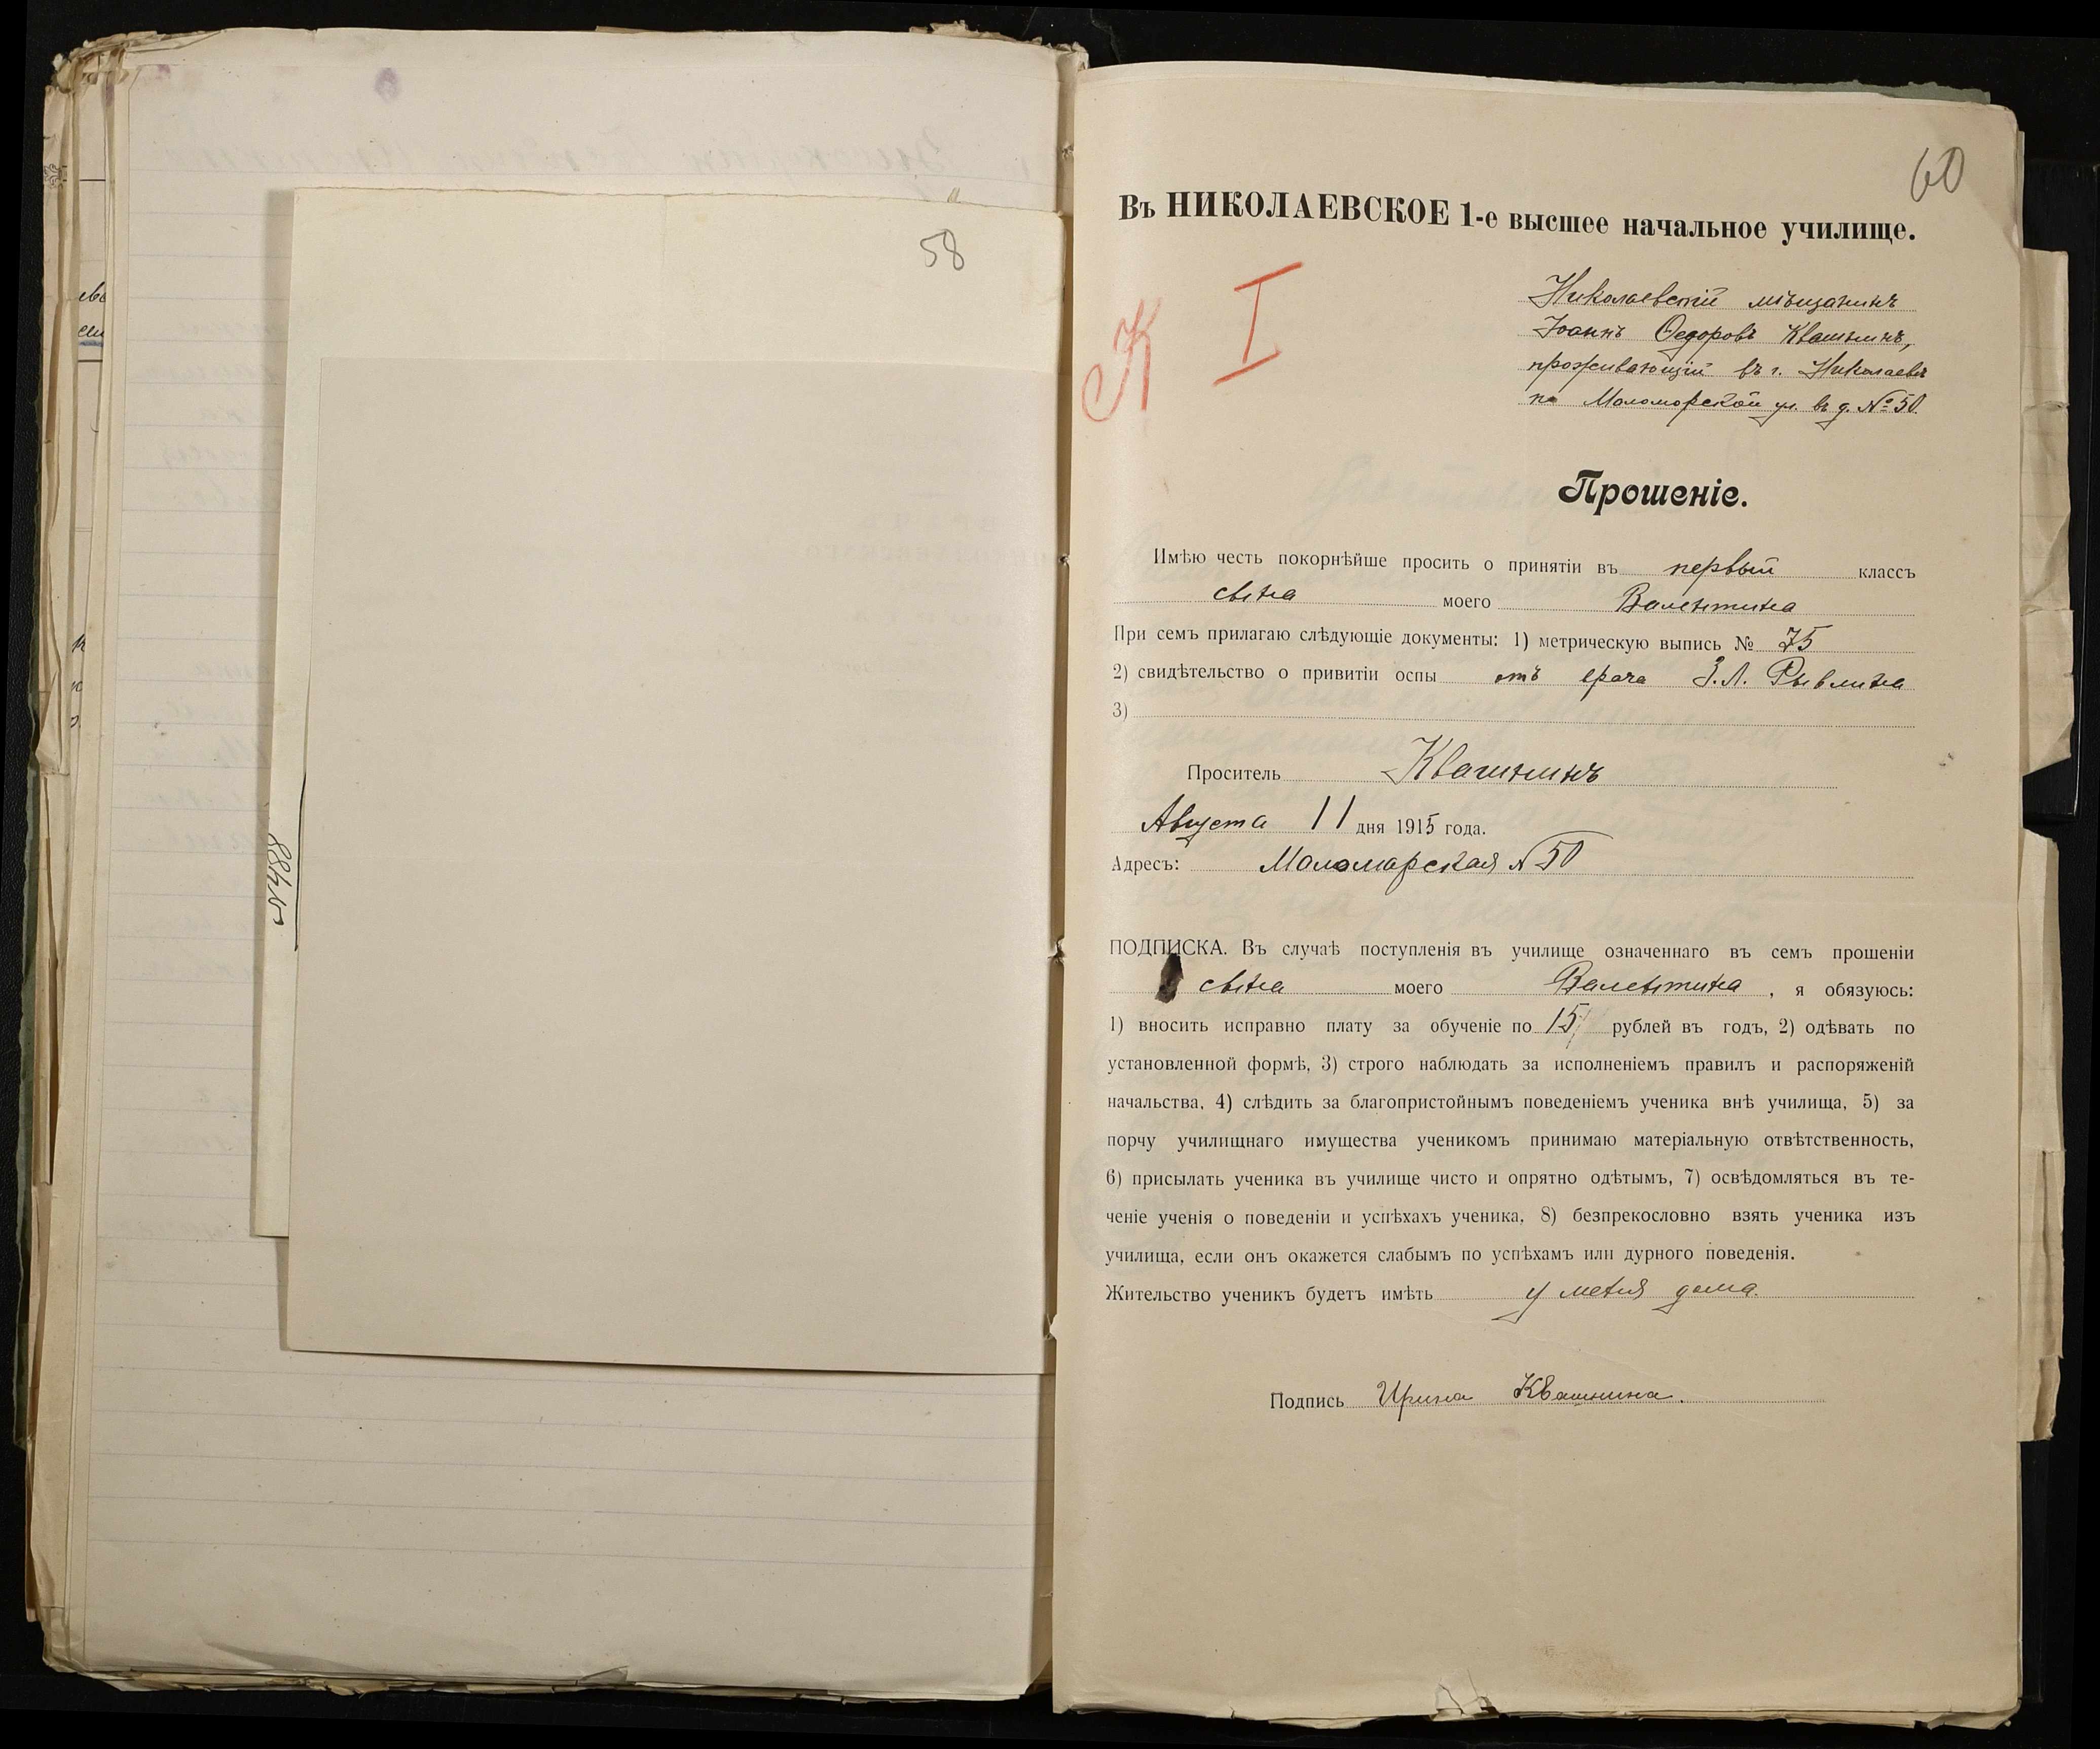 58
60
Въ НИКОЛАЕВСКОЕ 1-е высшее начальное училище.
К I
Николаевскій мѣщанинъ
Іоаннъ Ѳедоровъ Квашнинъ,
проживающій въ г. Николаевѣ
по Маломорской ул. въ д. № 50.
Прошеніе.
Имѣю честь покорнѣйше просить о принятіи въ первый классъ
сына моего Валентина
При семъ прилагаю слѣдующіе документы: 1) метрическую выпись № 75
2) свидѣтельство о привитіи оспы отъ врача З.Л. Рывлина
3)
Проситель Квашнинъ
Августа 11 дня 1915 года.
Адресъ: Маломорская № 50
ПОДПИСКА. Въ случаѣ поступленія въ училище означеннаго въ семъ прошеніи
сына моего Валентина, я обязуюсь:
1) вносить исправно плату за обученіе по 15 рублей въ годъ, 2) одѣвать по
установленной формѣ, 3) строго наблюдать за исполненіемъ правилъ и распоряженій
начальства, 4) слѣдить за благопристойнымъ поведеніемъ ученика внѣ училища, 5) за
порчу училищнаго имущества ученикомъ принимаю матеріальную отвѣтственность,
6) присылать ученика въ училище чисто и опрятно одѣтымъ, 7) освѣдомляться въ те-
ченіе ученія о поведеніи и успѣхахъ ученика, 8) безпрекословно взять ученика изъ
училища, если онъ окажется слабымъ по успѣхамъ или дурного поведенія.
Жительство ученикъ будетъ имѣть у меня дома.
Подпись Ирина Квашнина.